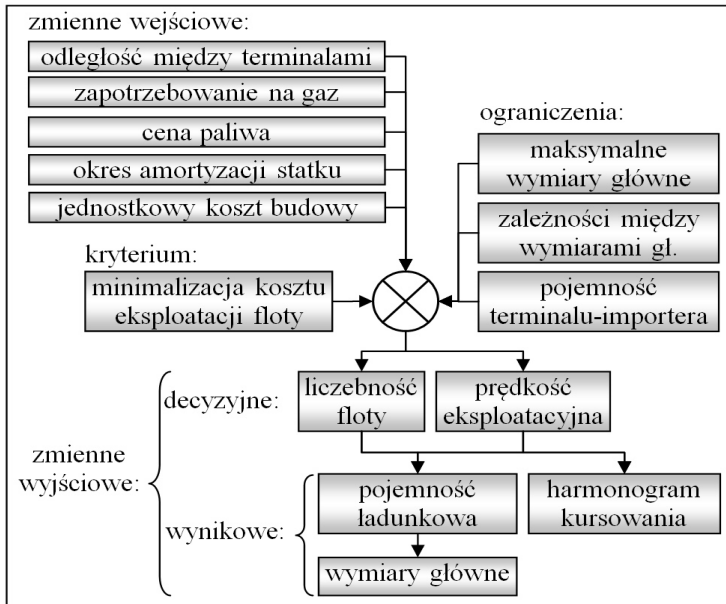 zmienne wejściowe:
odległość między terminalami
zapotrzebowanie na gaz
cena paliwa
okres amortyzacji statku
jednostkowy koszt budowy
ograniczenia:
maksymalne
wymiary główne
zależności między
wymiarami gł.
pojemność
terminalu-importera
kryterium:
minimalizacja kosztu
eksploatacji floty
zmienne
wyjściowe:
decyzyjne:
liczebność
floty
prędkość
eksploatacyjna
wynikowe:
pojemność
ładunkowa
harmonogram
kursowania
wymiary główne